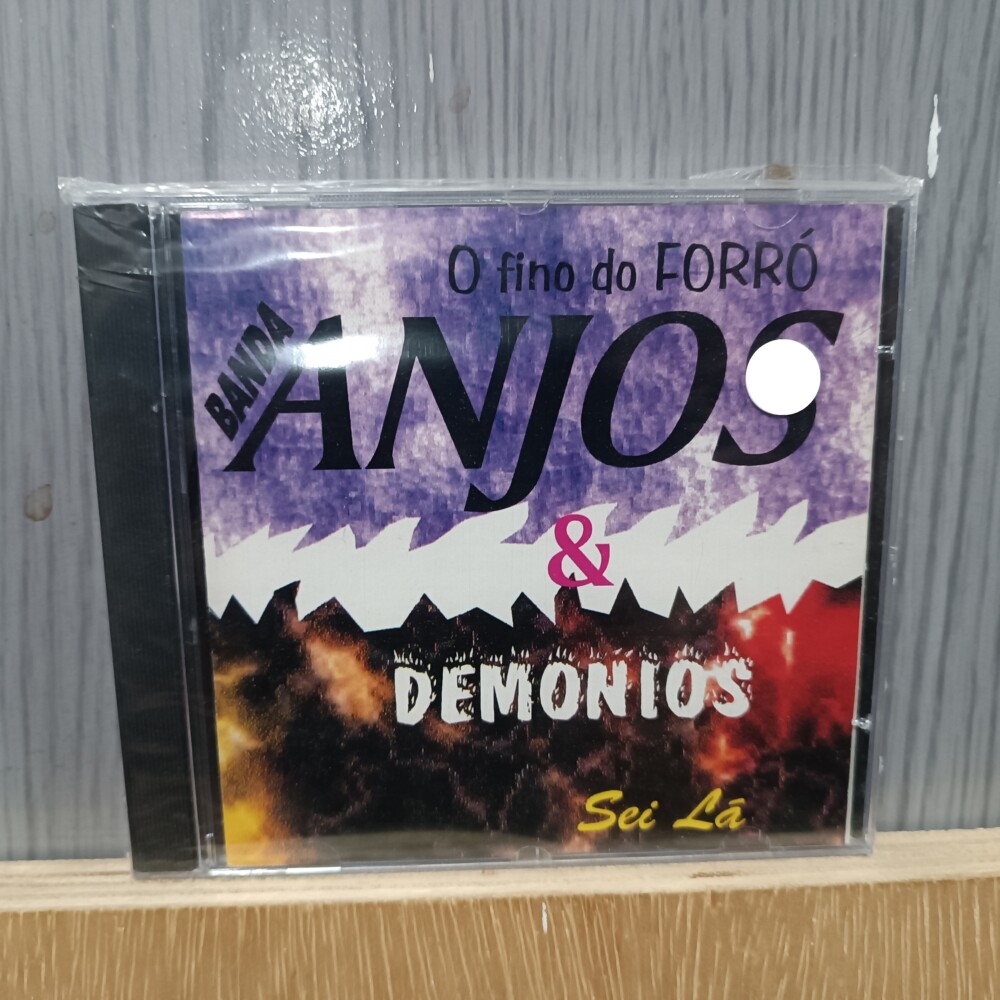 O fino do FORRÓ
BANDA
ANJOS
&
DEMONIOS
Sei Lá